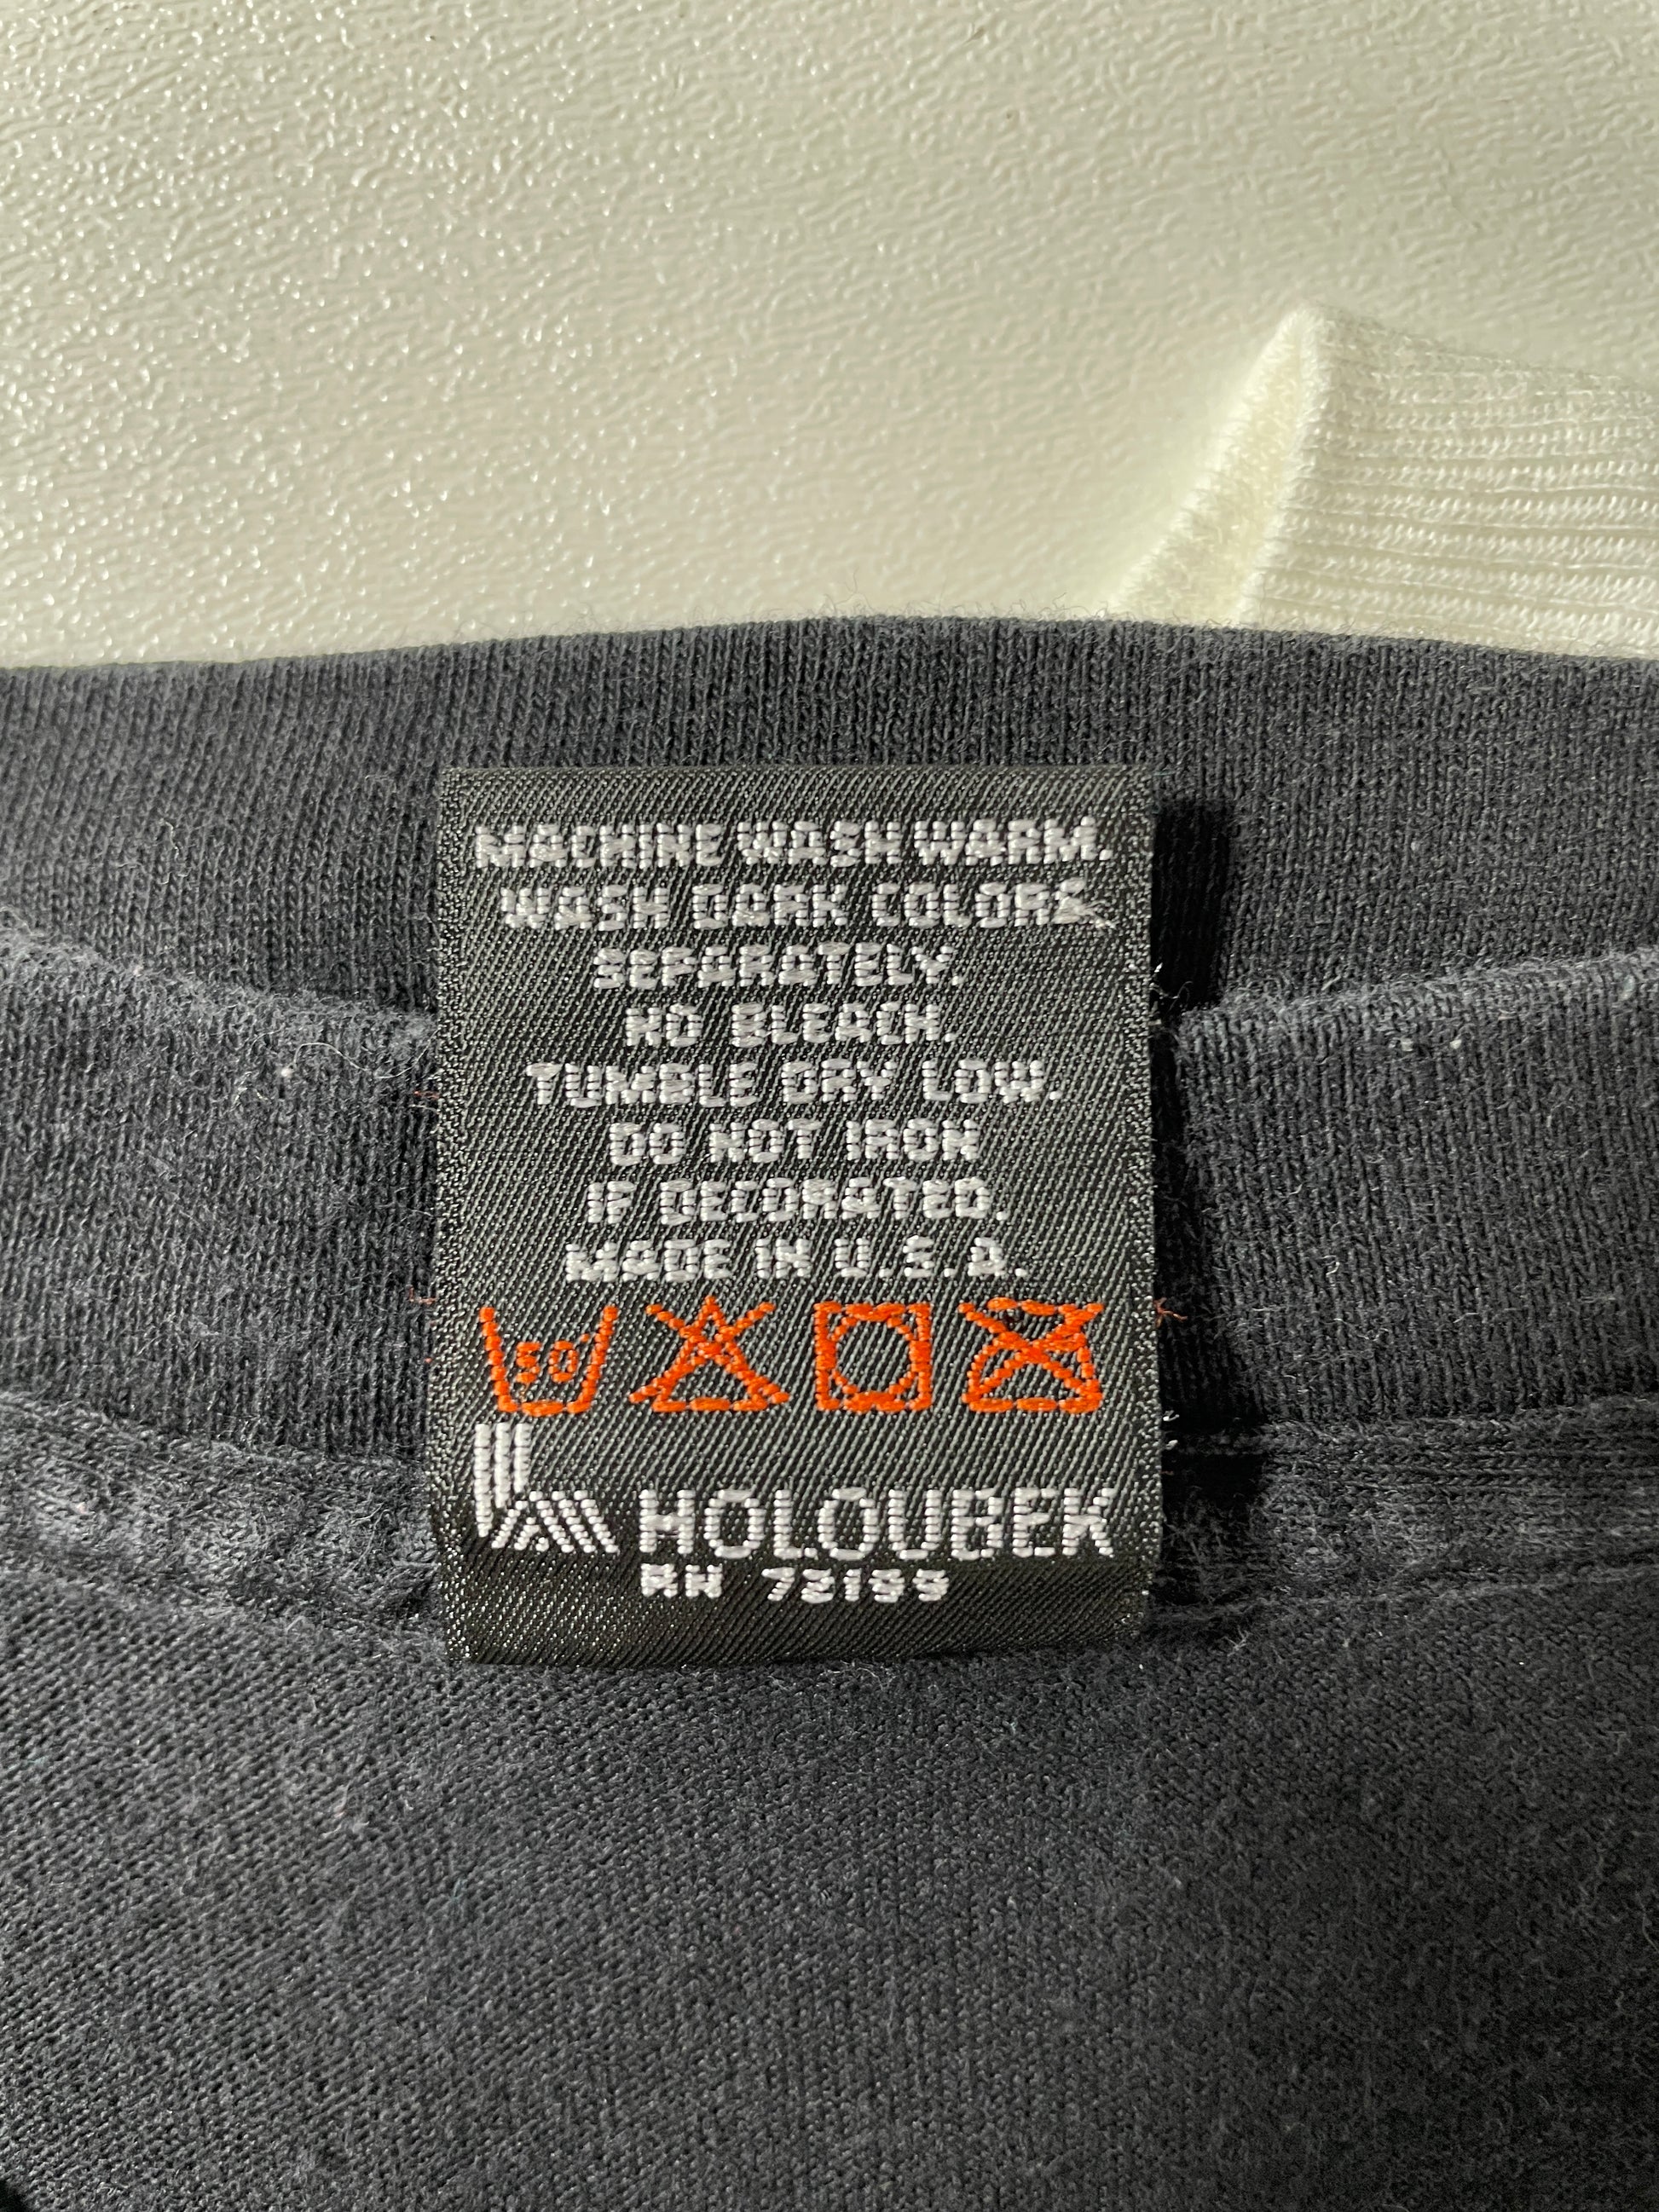 MACHINE WASH WARM.
WASH DARK COLORS
SEPARATELY.
NO BLEACH.
TUMBLE DRY LOW.
DO NOT IRON
IF DECORATED.
MADE IN U.S.A.
50°
HOLOUBEK
RN 72199